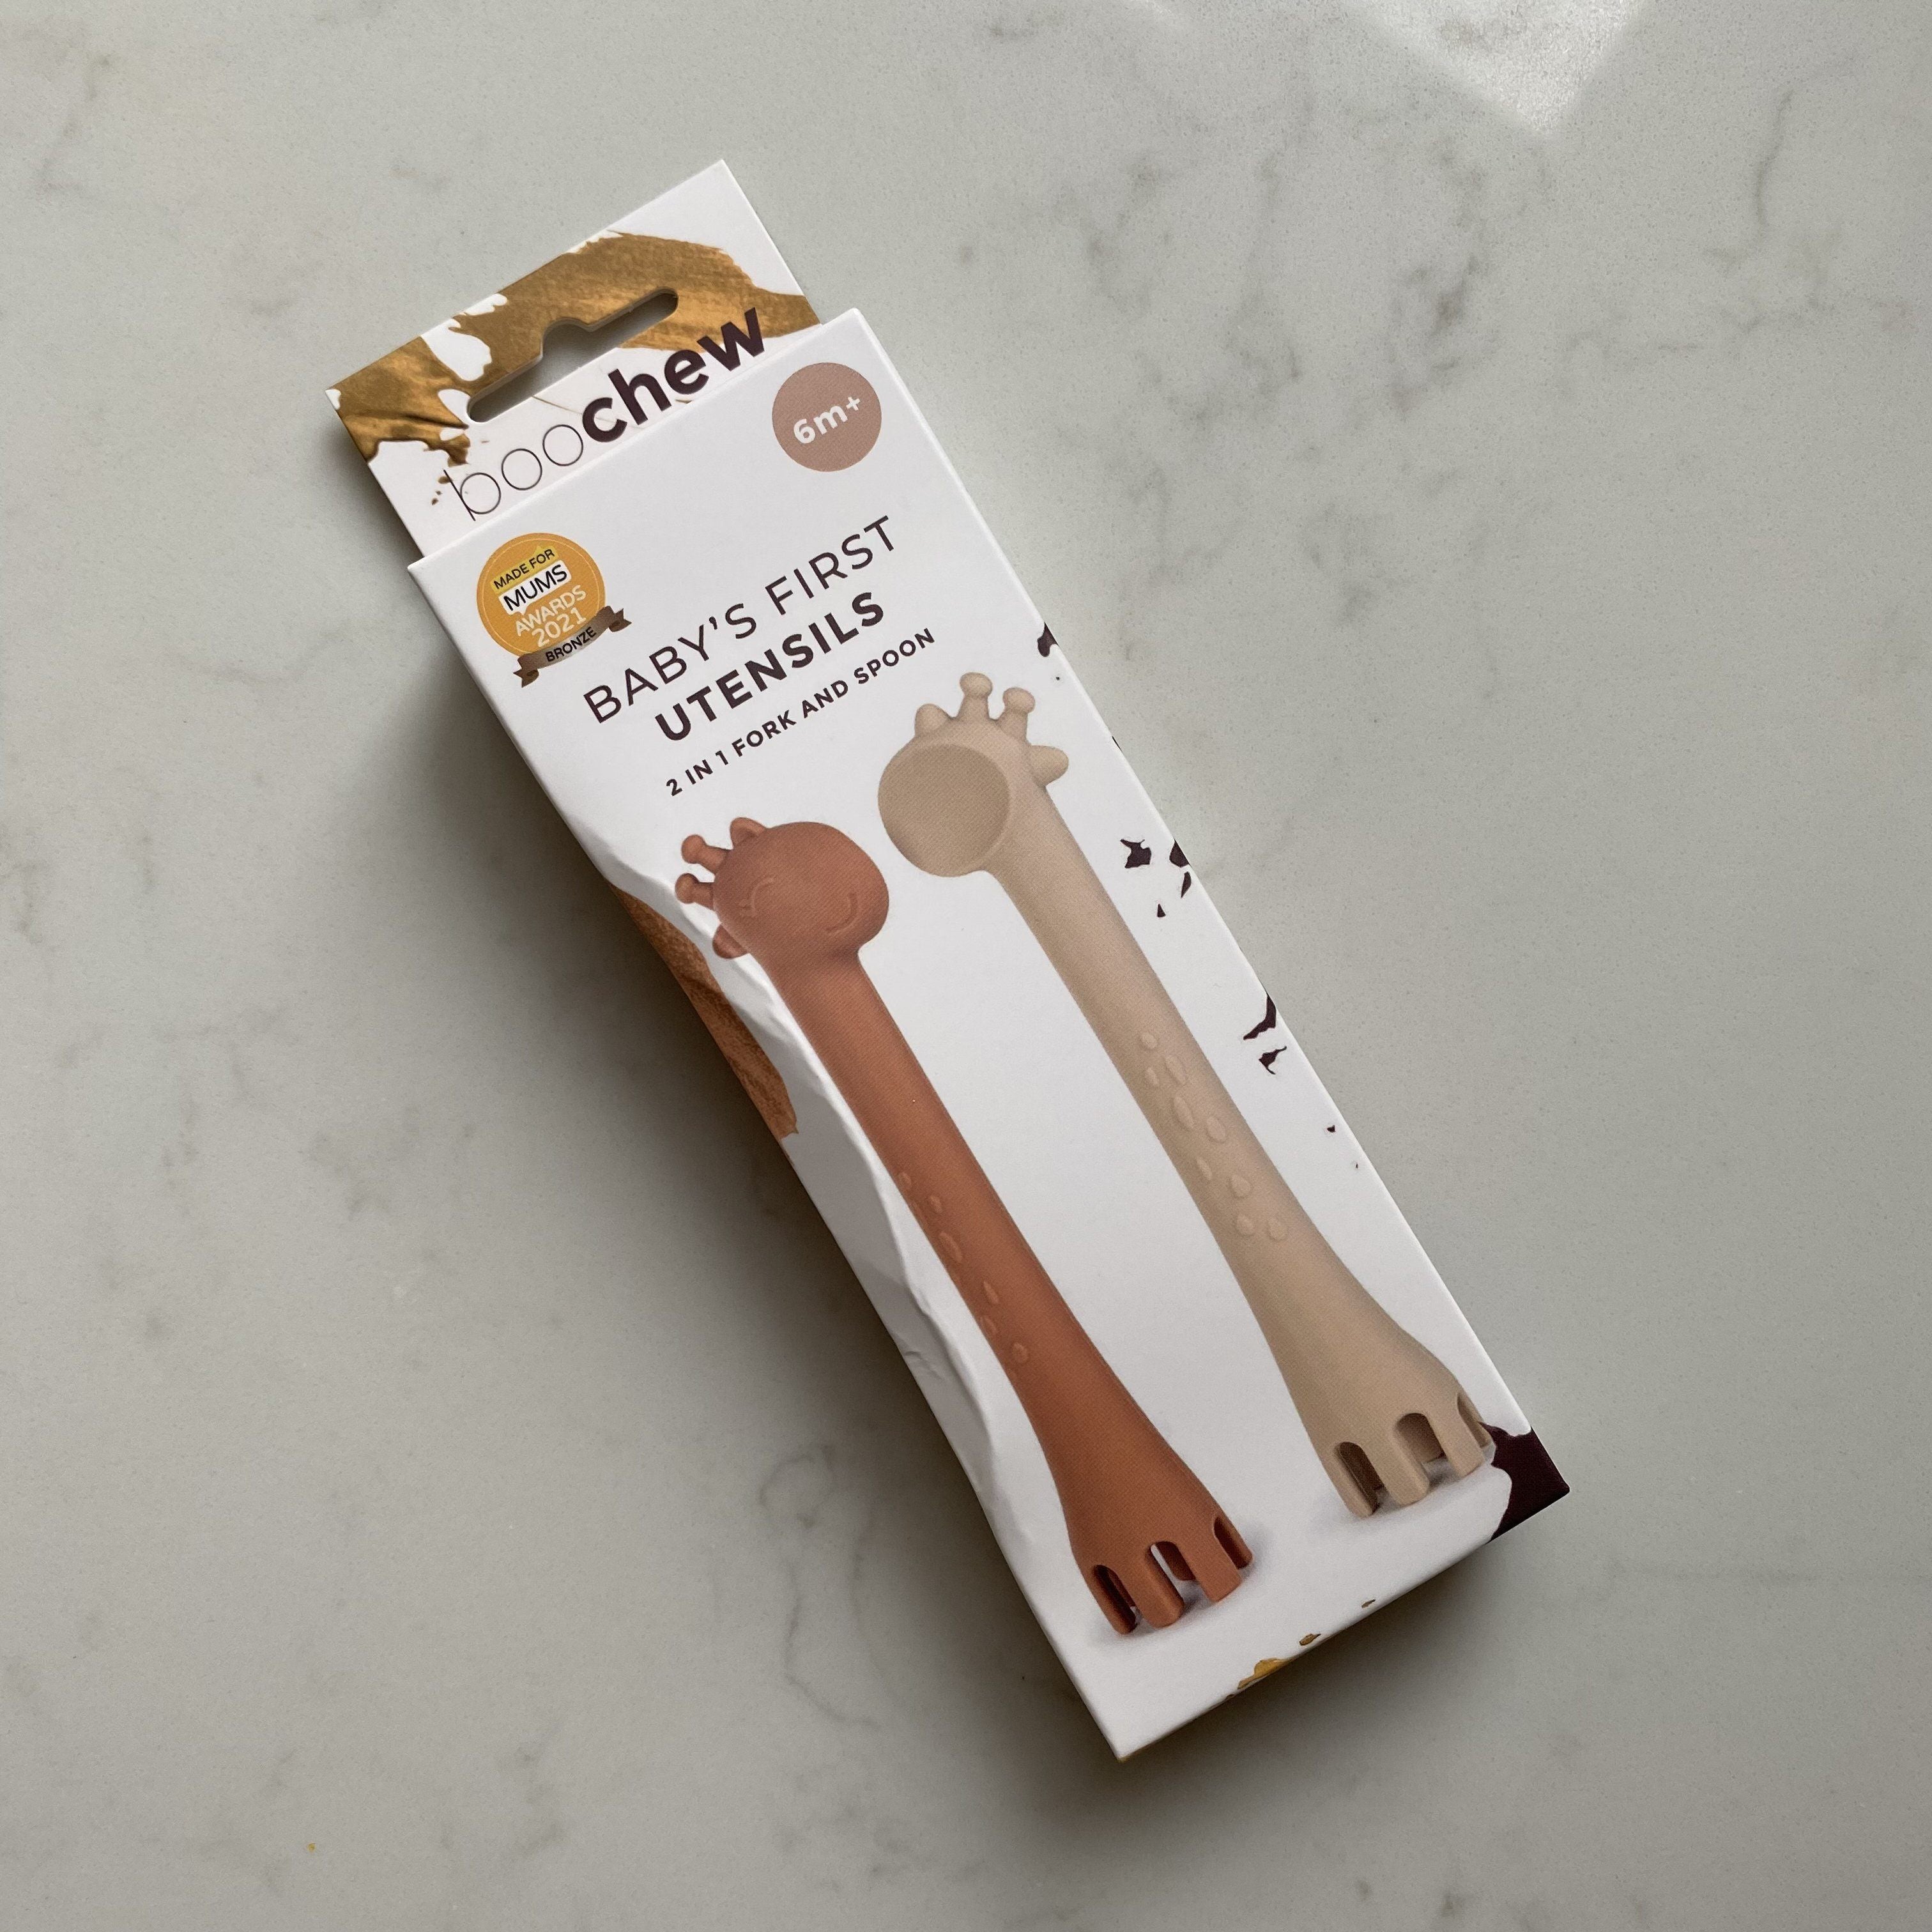 boochew
6m+
MADE FOR
MUMS
AWARDS
2021
BRONZE
BABY'S FIRST
UTENSILS
2 IN 1 FORK AND SPOON